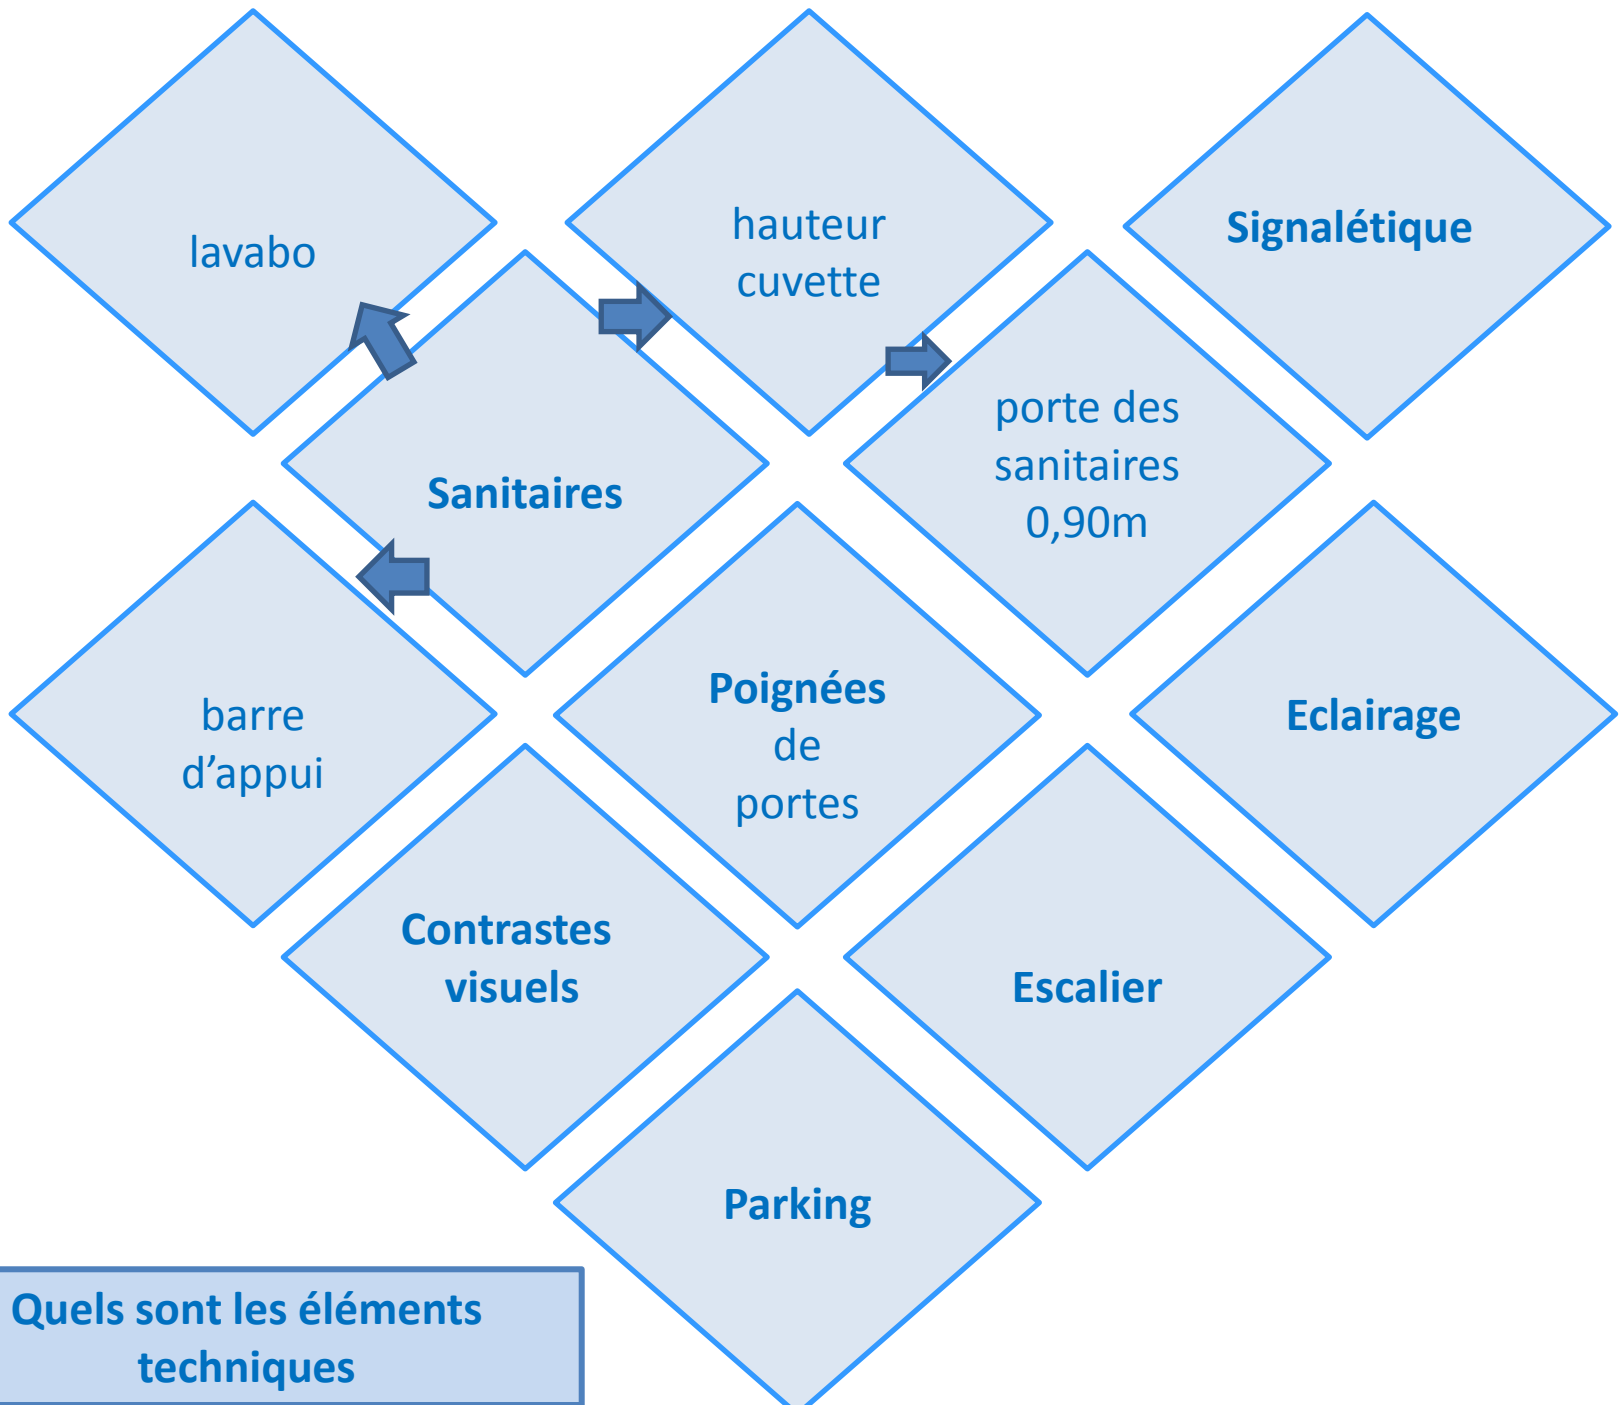 lavabo
hauteur
cuvette
Signalétique
Sanitaires
porte des
sanitaires
0,90m
barre
d’appui
Poignées
de
portes
Eclairage
Contrastes
visuels
Escalier
Parking
Quels sont les éléments
techniques